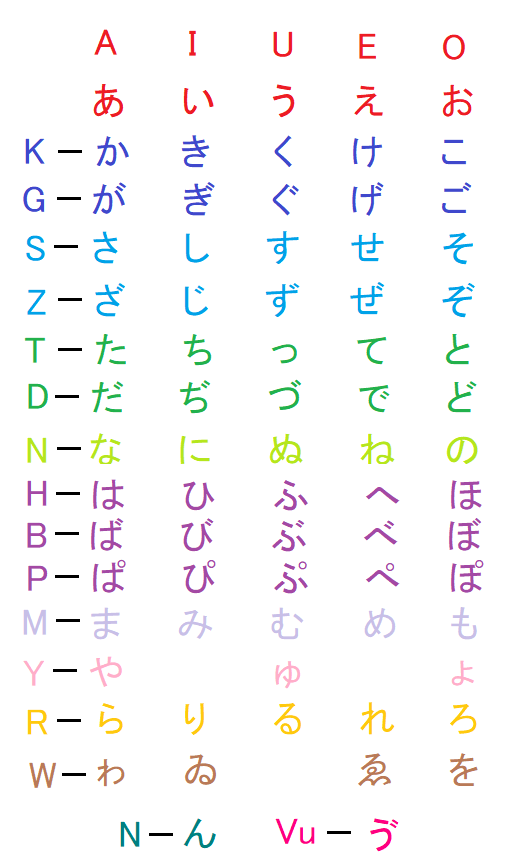 A I U E O
あ い う え お
K — か き く け こ
G — が ぎ ぐ げ ご
S — さ し す せ そ
Z — ざ じ ず ぜ ぞ
T — た ち っ て と
D — だ ぢ づ で ど
N — な に ぬ ね の
H — は ひ ふ へ ほ
B — ば び ぶ べ ぼ
P — ぱ ぴ ぷ ぺ ぽ
M — ま み む め も
Y — や ゅ ょ
R — ら り る れ ろ
W — ゎ ゐ ゑ を
N — ん Vu — ゔ